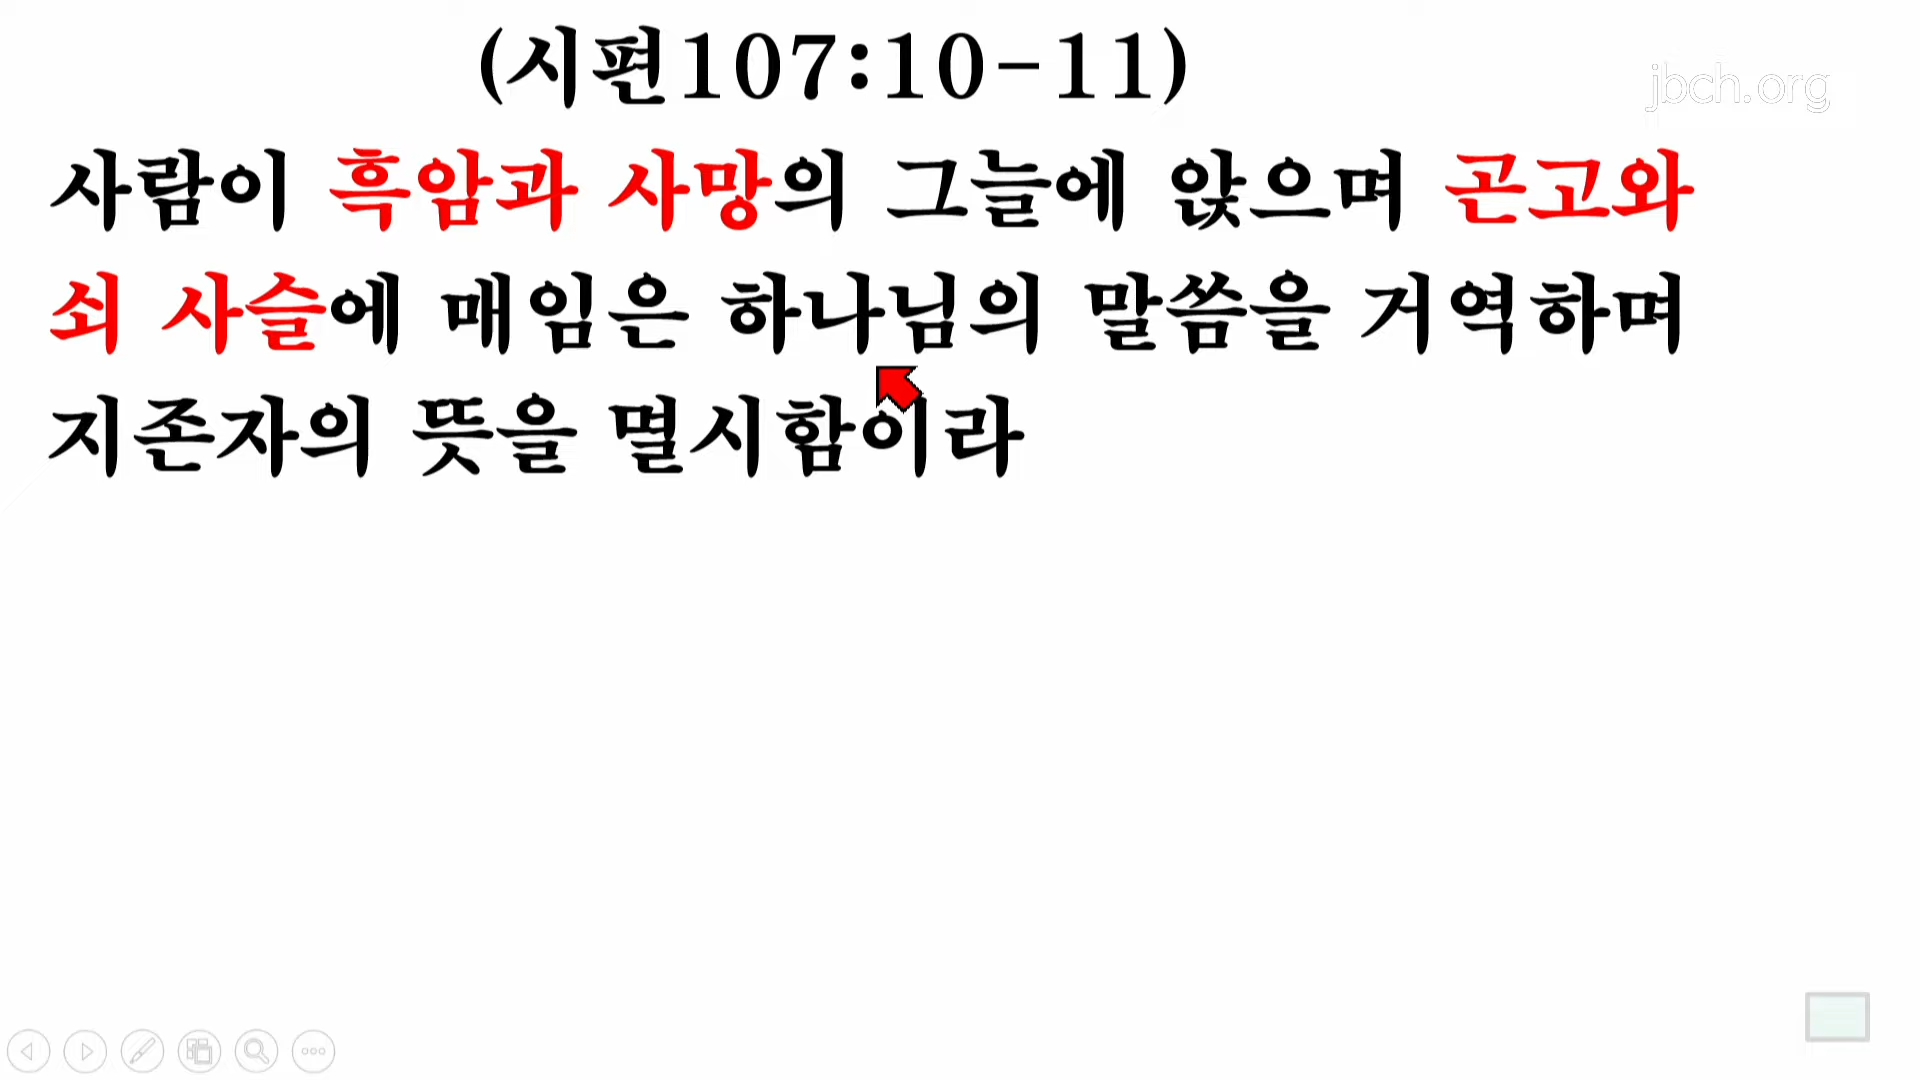 (시편107:10-11)
jbch.org
사람이 흑암과 사망의 그늘에 앉으며 곤고와
쇠 사슬에 매임은 하나님의 말씀을 거역하며
지존자의 뜻을 멸시함이라